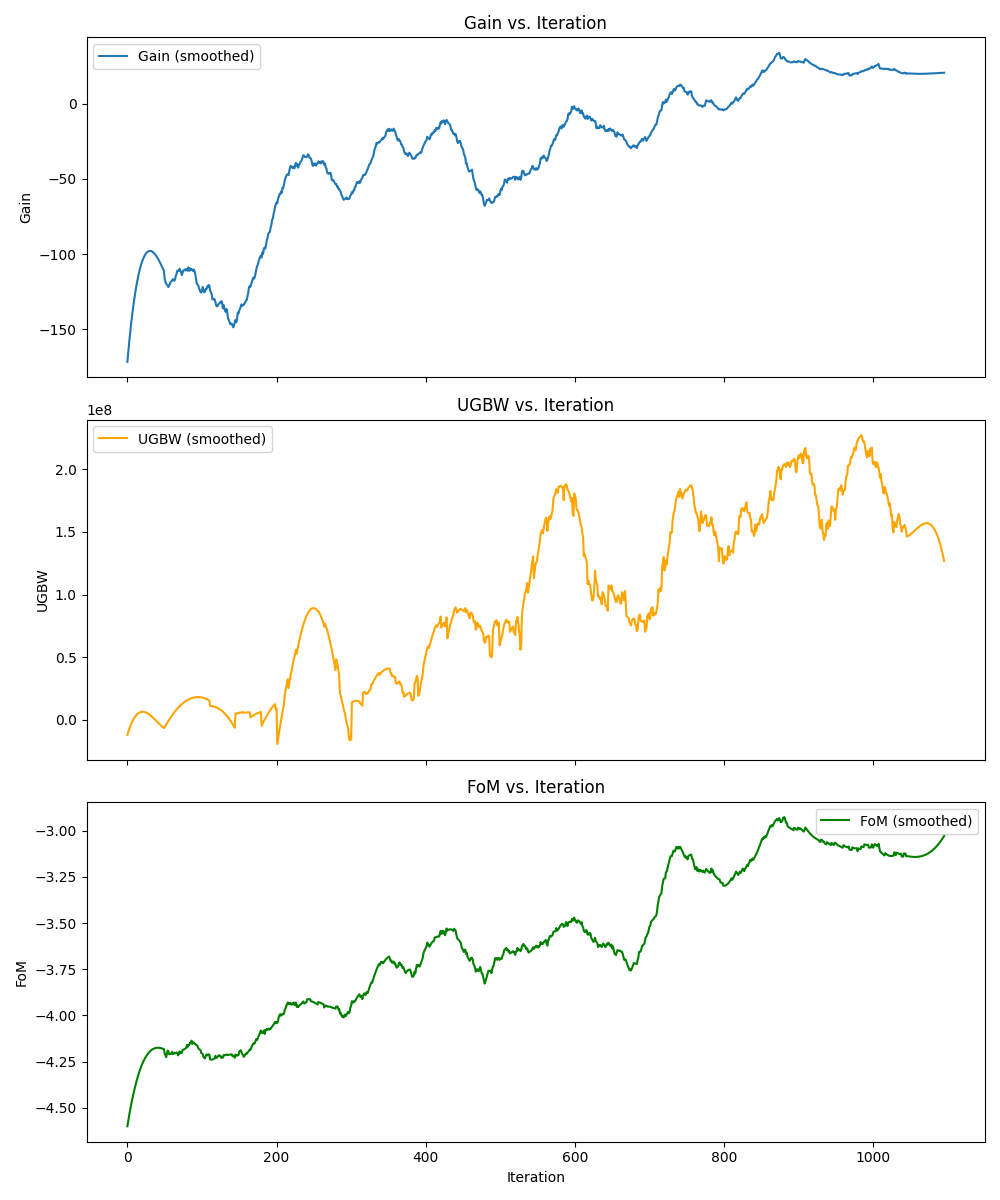 Gain vs. Iteration
Gain (smoothed)
Gain
0
−50
−100
−150
UGBW vs. Iteration
1e8
UGBW (smoothed)
UGBW
2.0
1.5
1.0
0.5
0.0
FoM vs. Iteration
FoM (smoothed)
FoM
−3.00
−3.25
−3.50
−3.75
−4.00
−4.25
−4.50
0 200 400 600 800 1000
Iteration